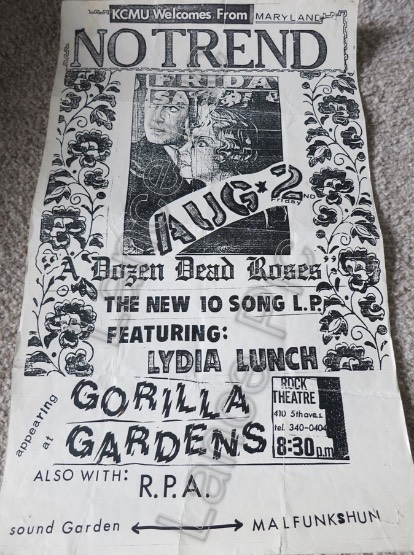 KCMU Welcomes From MARYLAND
NO TREND
FRIDA
AUG * 2ND
FRIDAY
"A Dozen Dead Roses"
THE NEW 10 SONG L.P.
FEATURING:
LYDIA LUNCH
appearing at
GORILLA
GARDENS
ROCK
THEATRE
410 5th ave. S
tel. 340-0404
8:30 p.m
ALSO WITH:
R.P.A.
sound Garden ⟷ MALFUNKSHUN